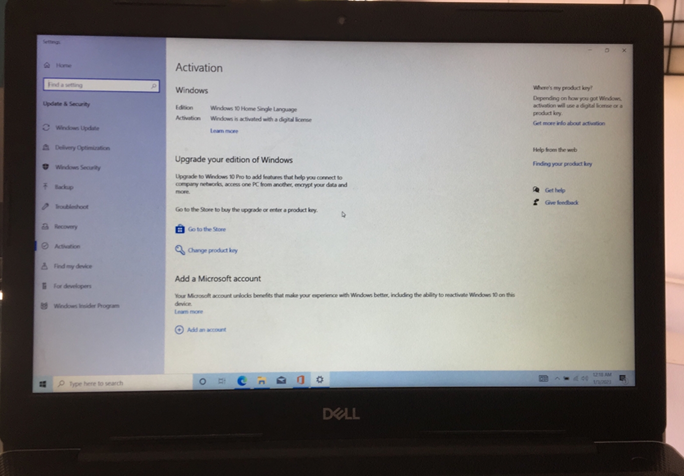 Settings
Home
Find a setting
Update & Security
Windows Update
Delivery Optimization
Windows Security
Backup
Troubleshoot
Recovery
Activation
Find my device
For developers
Windows Insider Program
Activation
Windows
Edition Windows 10 Home Single Language
Activation Windows is activated with a digital license
Learn more
Upgrade your edition of Windows
Upgrade to Windows 10 Pro to add features that help you connect to
company networks, access one PC from another, encrypt your data and
more.
Go to the Store to buy the upgrade or enter a product key.
Go to the Store
Change product key
Add a Microsoft account
Your Microsoft account unlocks benefits that make your experience with Windows better, including the ability to reactivate Windows 10 on this
device.
Learn more
Add an account
Where's my product key?
Depending on how you got Windows,
activation will use a digital license or a
product key.
Get more info about activation
Help from the web
Finding your product key
Get help
Give feedback
Type here to search
DELL